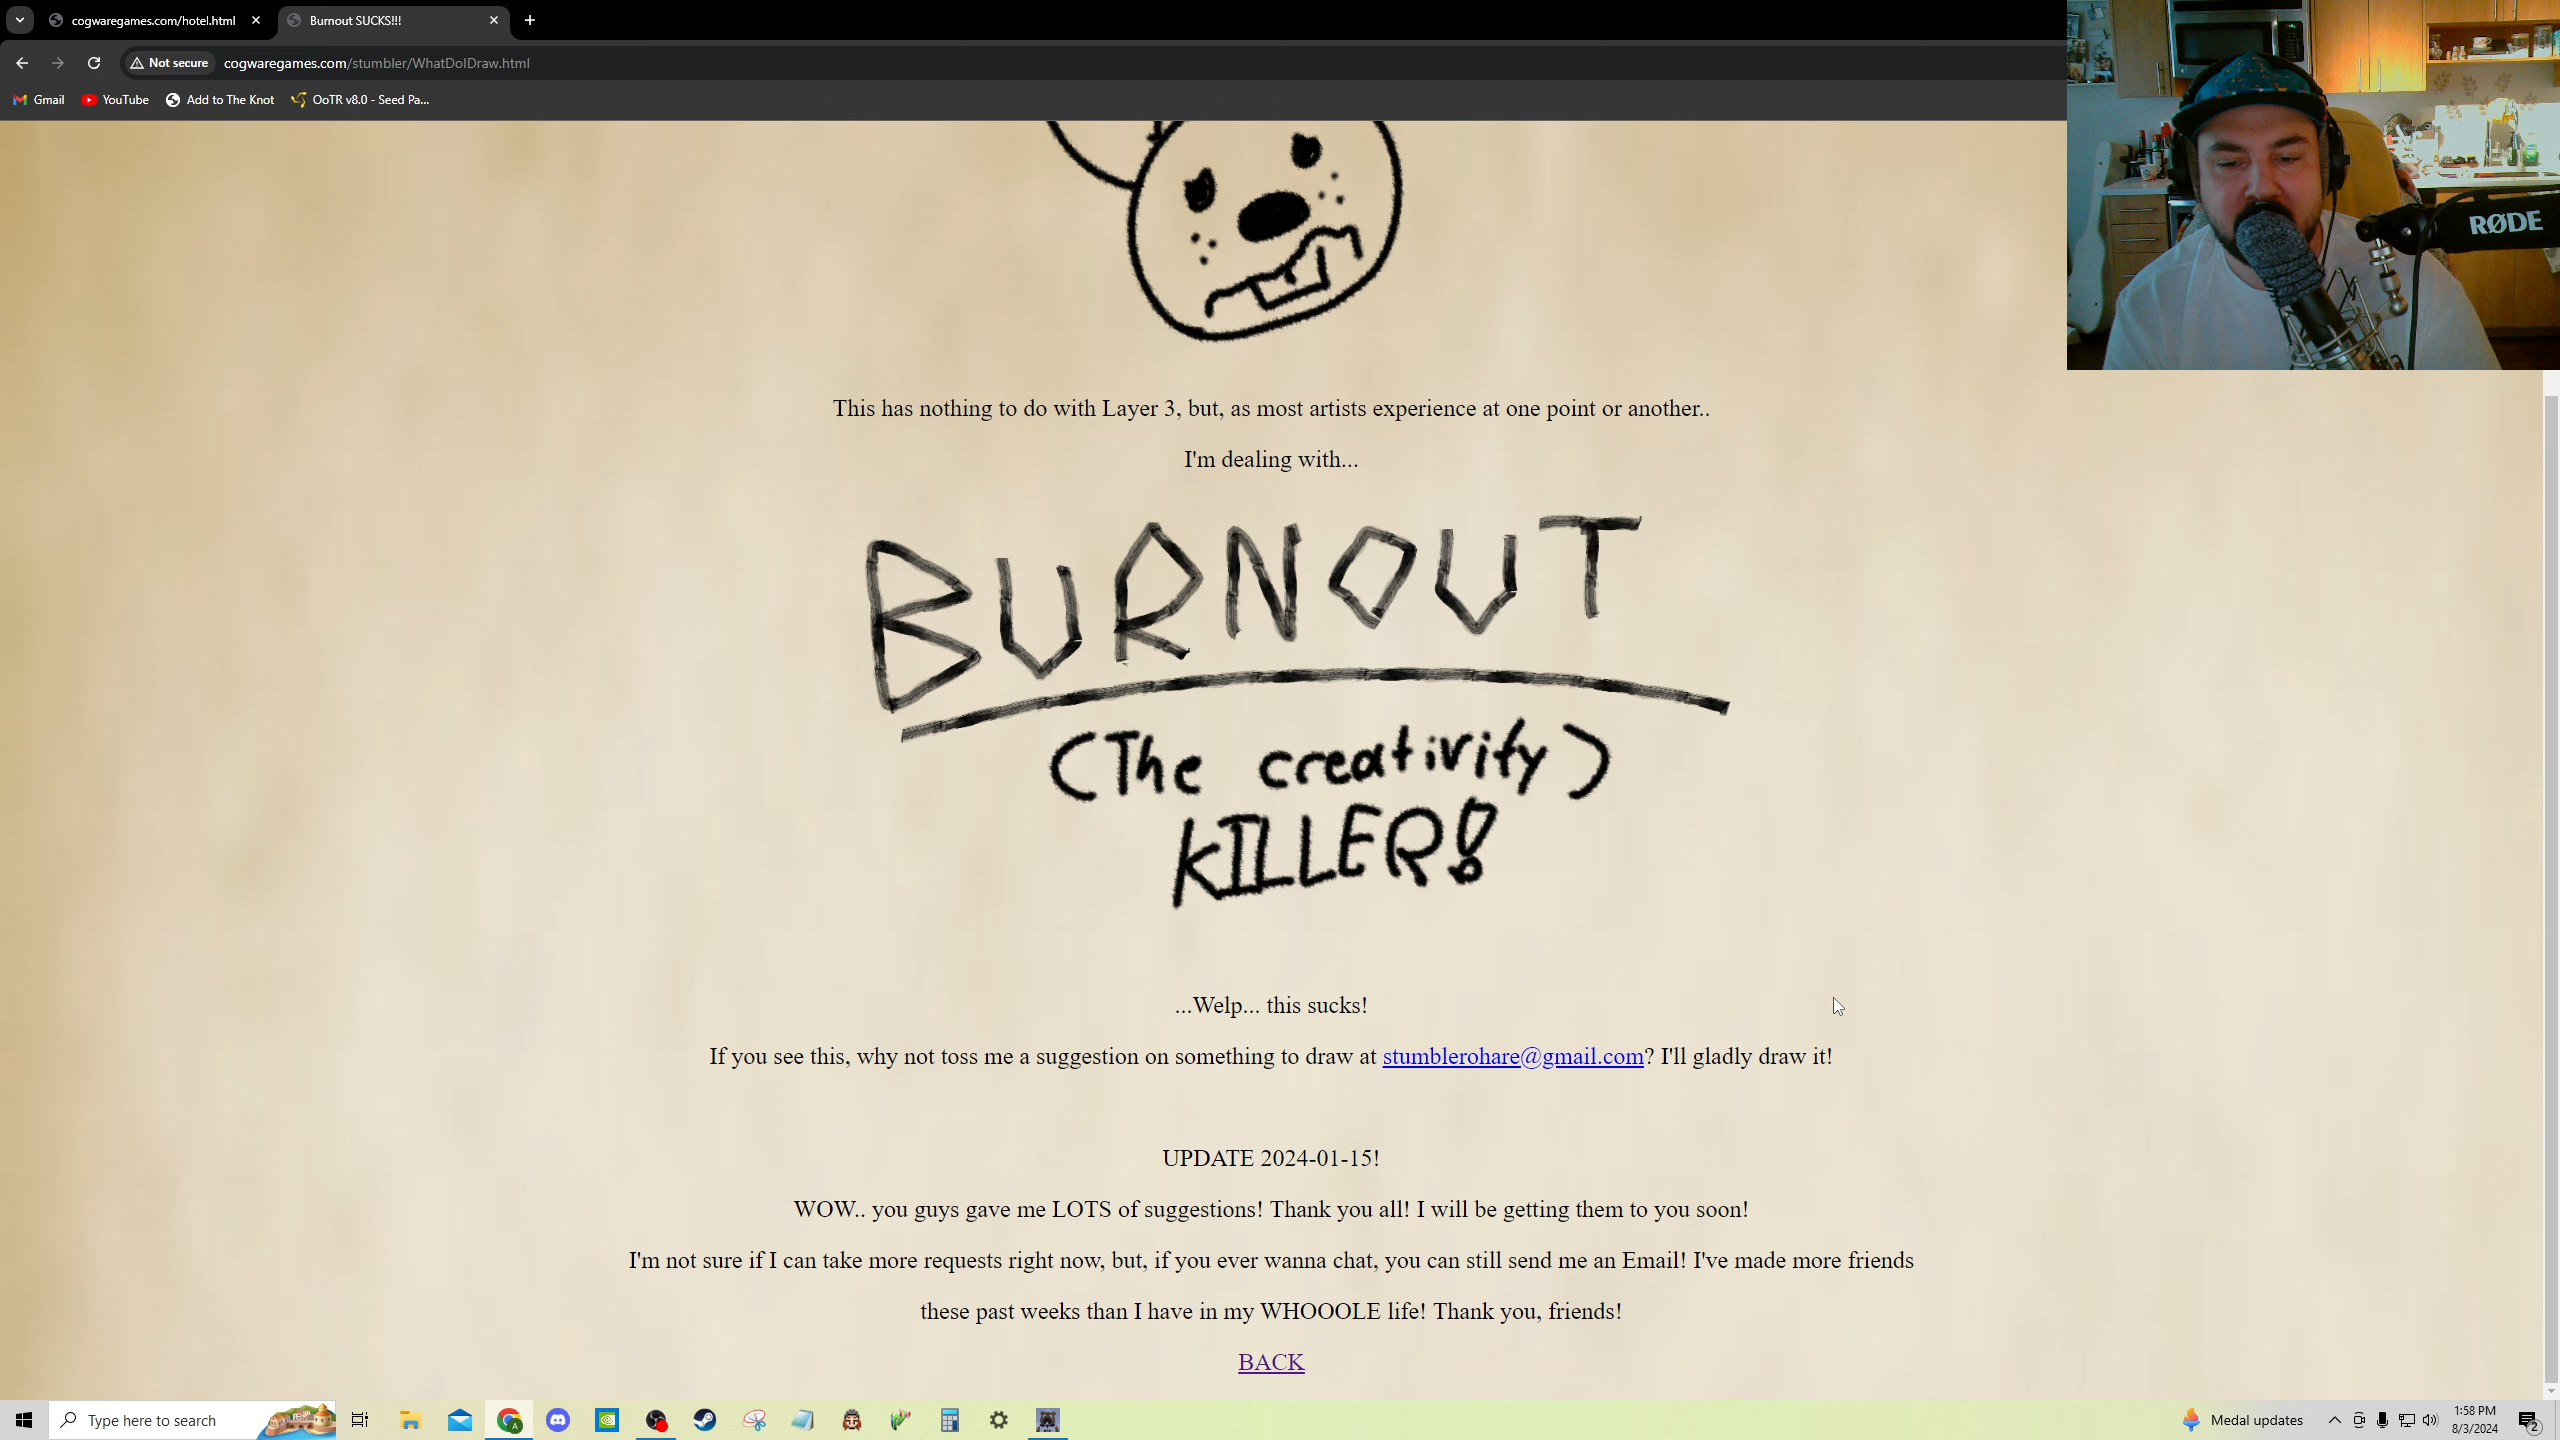 cogwaregames.com/hotel.html
Burnout SUCKS!!!
Not secure
cogwaregames.com/stumbler/WhatDoIDraw.html
Gmail
YouTube
Add to The Knot
OoTR v8.0 - Seed Pa...
RØDE
This has nothing to do with Layer 3, but, as most artists experience at one point or another..
I'm dealing with...
BURNOUT
(The creativity)
KILLER!
...Welp... this sucks!
If you see this, why not toss me a suggestion on something to draw at stumblerohare@gmail.com? I'll gladly draw it!
UPDATE 2024-01-15!
WOW.. you guys gave me LOTS of suggestions! Thank you all! I will be getting them to you soon!
I'm not sure if I can take more requests right now, but, if you ever wanna chat, you can still send me an Email! I've made more friends
these past weeks than I have in my WHOOOLE life! Thank you, friends!
BACK
Type here to search
Medal updates
1:58 PM
8/3/2024
2